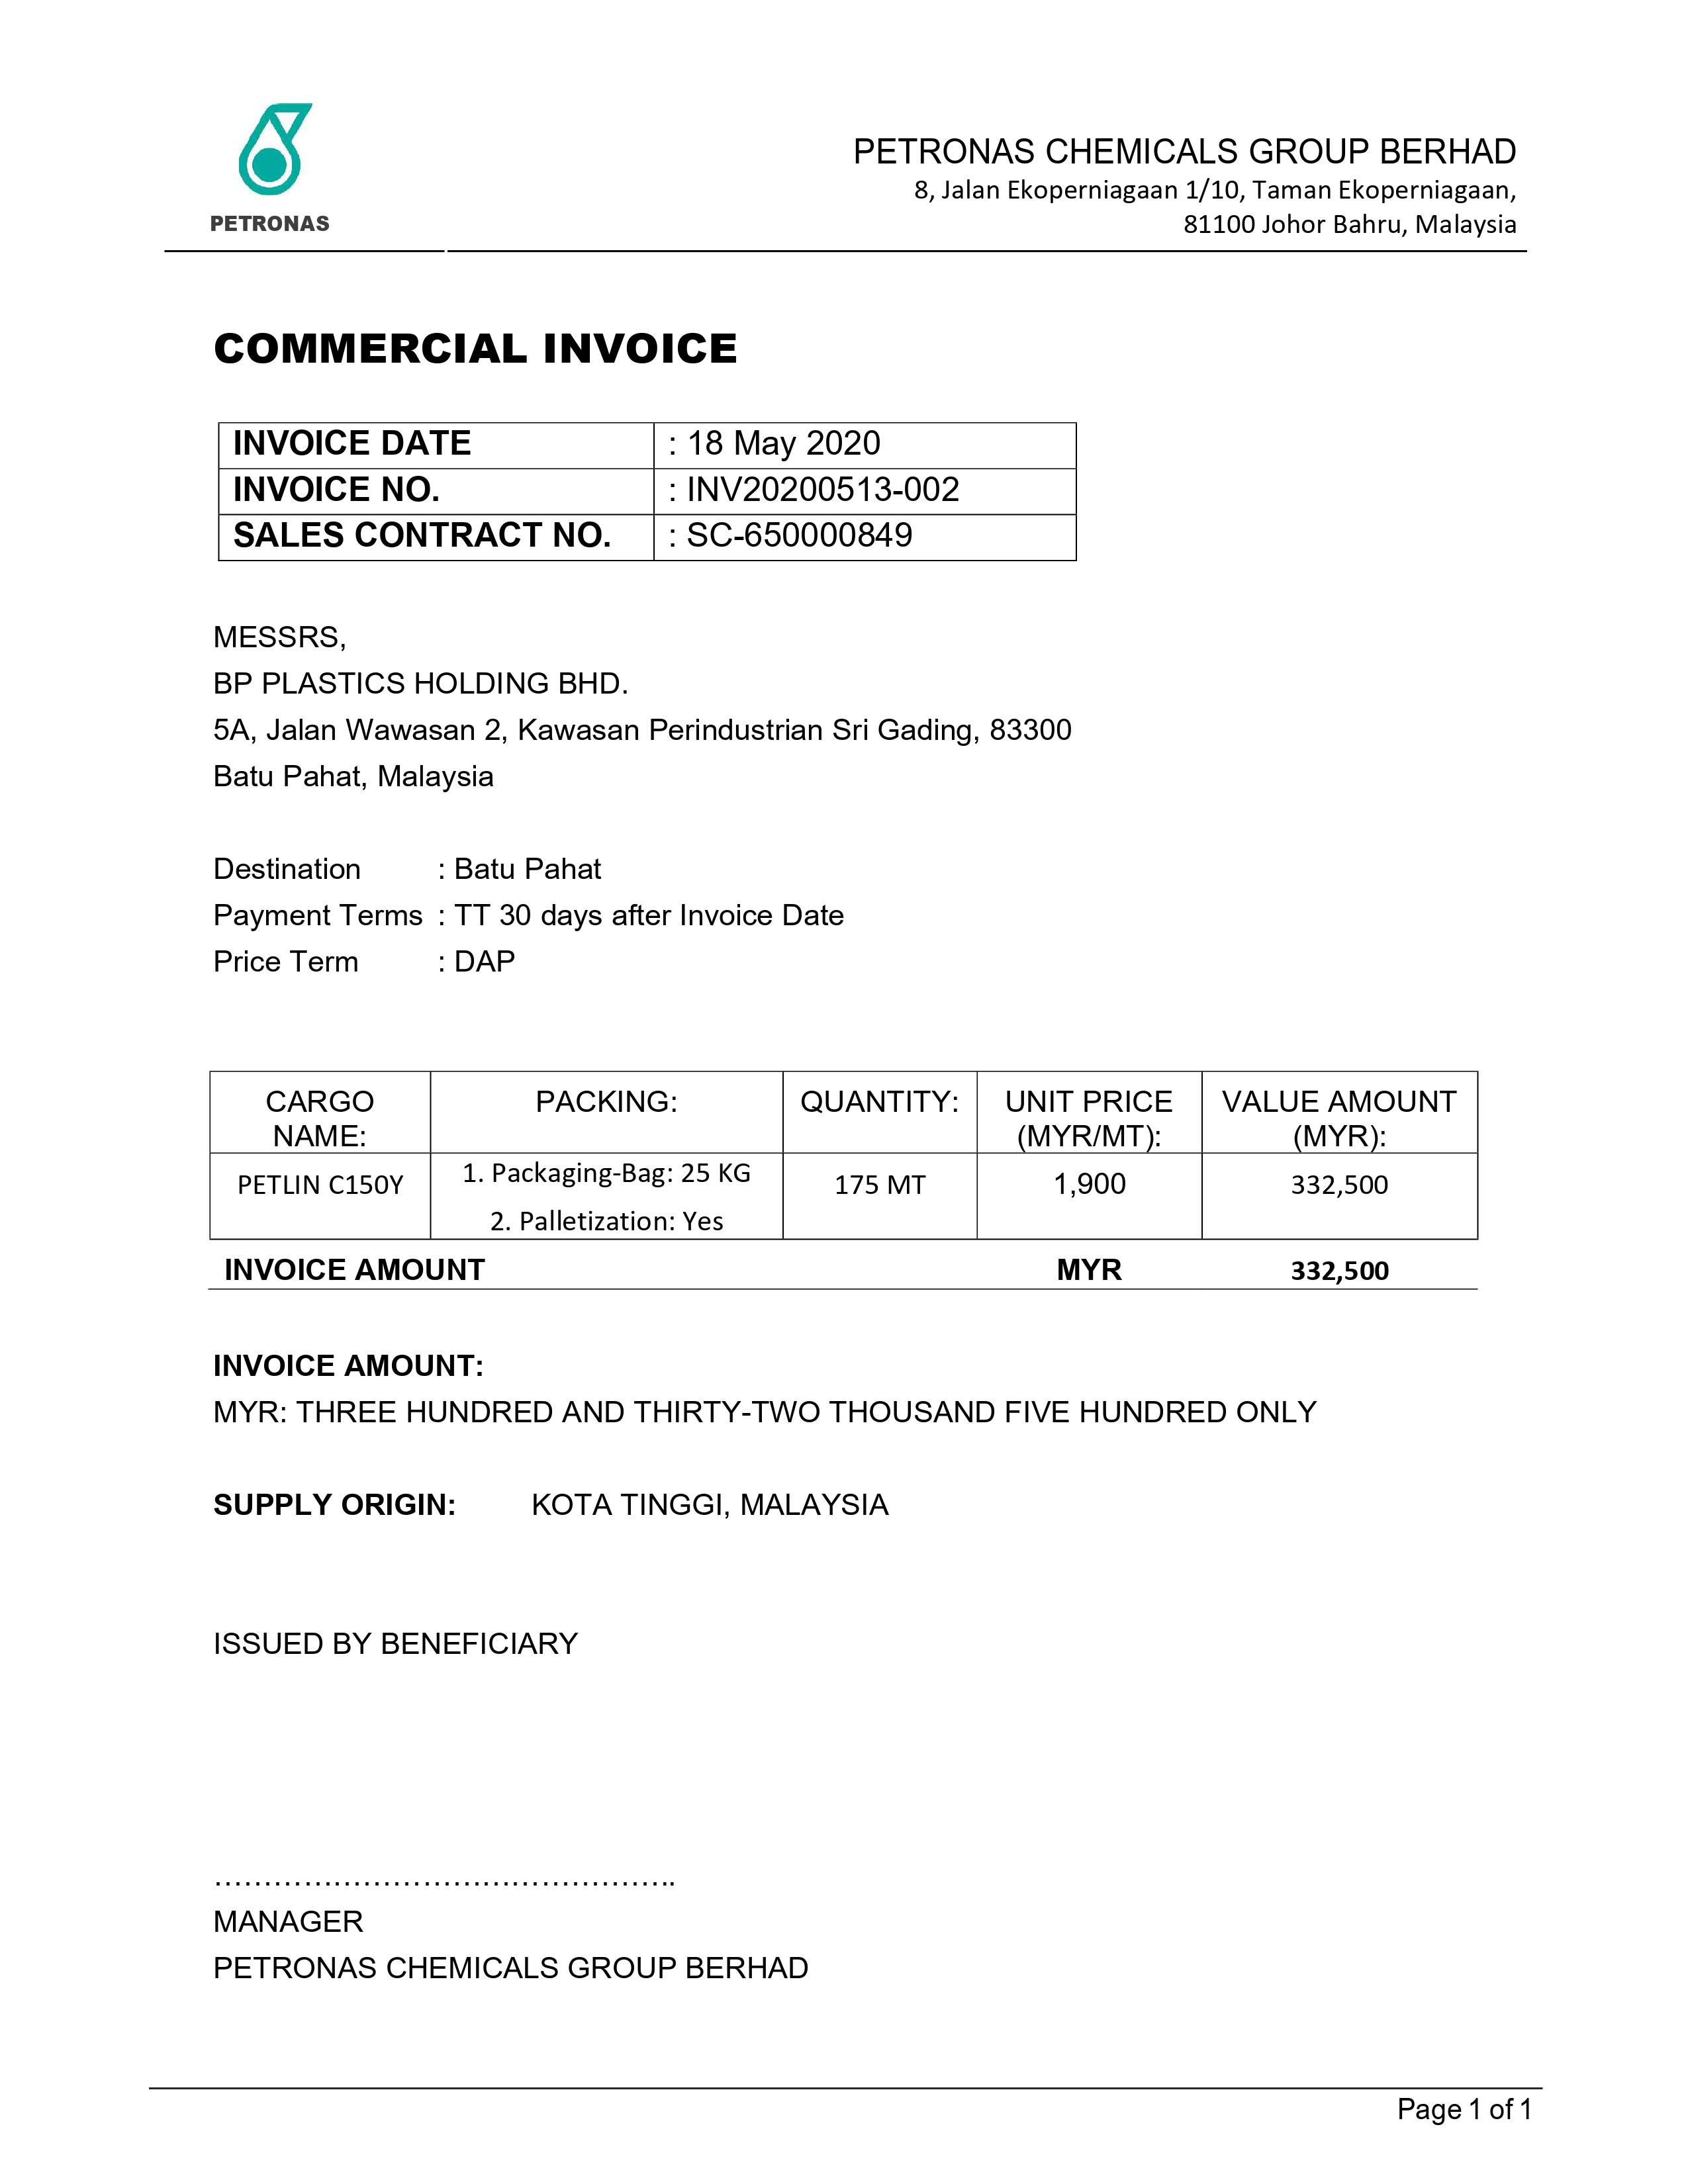 PETRONAS
PETRONAS CHEMICALS GROUP BERHAD
8, Jalan Ekoperniagaan 1/10, Taman Ekoperniagaan,
81100 Johor Bahru, Malaysia
COMMERCIAL INVOICE
INVOICE DATE : 18 May 2020
INVOICE NO. : INV20200513-002
SALES CONTRACT NO. : SC-650000849
MESSRS,
BP PLASTICS HOLDING BHD.
5A, Jalan Wawasan 2, Kawasan Perindustrian Sri Gading, 83300
Batu Pahat, Malaysia
Destination : Batu Pahat
Payment Terms : TT 30 days after Invoice Date
Price Term : DAP
CARGO PACKING: QUANTITY: UNIT PRICE VALUE AMOUNT
NAME: (MYR/MT): (MYR):
PETLIN C150Y 1. Packaging-Bag: 25 KG 175 MT 1,900 332,500
2. Palletization: Yes
INVOICE AMOUNT MYR 332,500
INVOICE AMOUNT:
MYR: THREE HUNDRED AND THIRTY-TWO THOUSAND FIVE HUNDRED ONLY
SUPPLY ORIGIN: KOTA TINGGI, MALAYSIA
ISSUED BY BENEFICIARY
……………………………………….. 
MANAGER
PETRONAS CHEMICALS GROUP BERHAD
Page 1 of 1